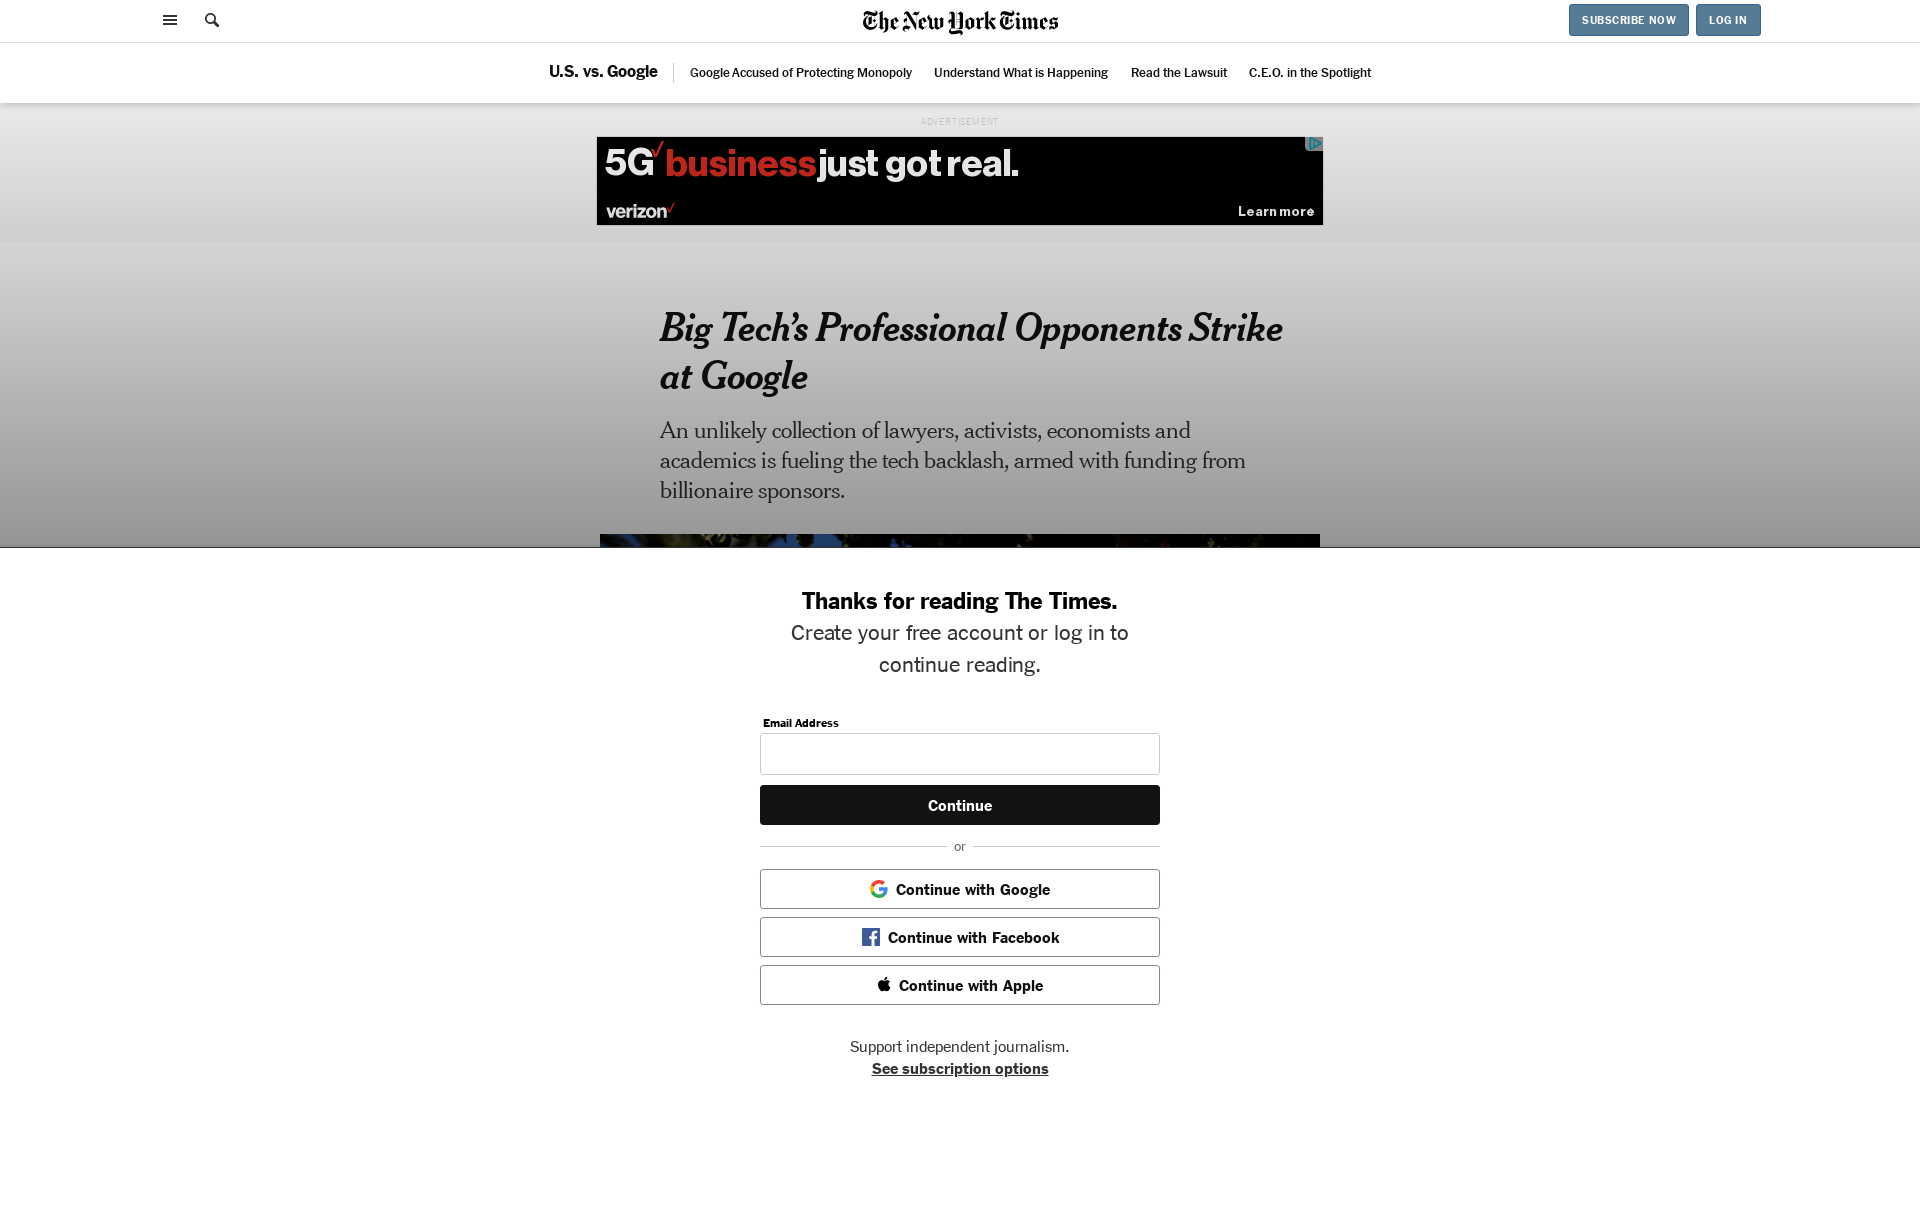 The New York Times
SUBSCRIBE NOW
LOG IN
U.S. vs. Google
Google Accused of Protecting Monopoly
Understand What is Happening
Read the Lawsuit
C.E.O. in the Spotlight
ADVERTISEMENT
5G business just got real.
verizon
Learn more
Big Tech’s Professional Opponents Strike
at Google
An unlikely collection of lawyers, activists, economists and
academics is fueling the tech backlash, armed with funding from
billionaire sponsors.
Thanks for reading The Times.
Create your free account or log in to
continue reading.
Email Address
Continue
or
Continue with Google
Continue with Facebook
Continue with Apple
Support independent journalism.
See subscription options